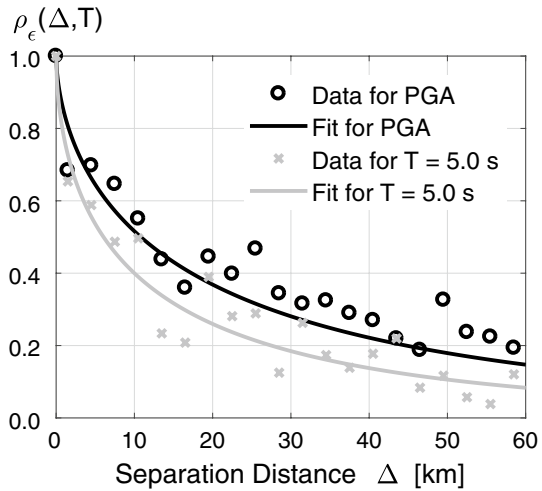 ρ_ϵ(Δ,T)
1.0
0.8
0.6
0.4
0.2
0.0
Data for PGA
Fit for PGA
Data for T = 5.0 s
Fit for T = 5.0 s
0 10 20 30 40 50 60
Separation Distance Δ [km]